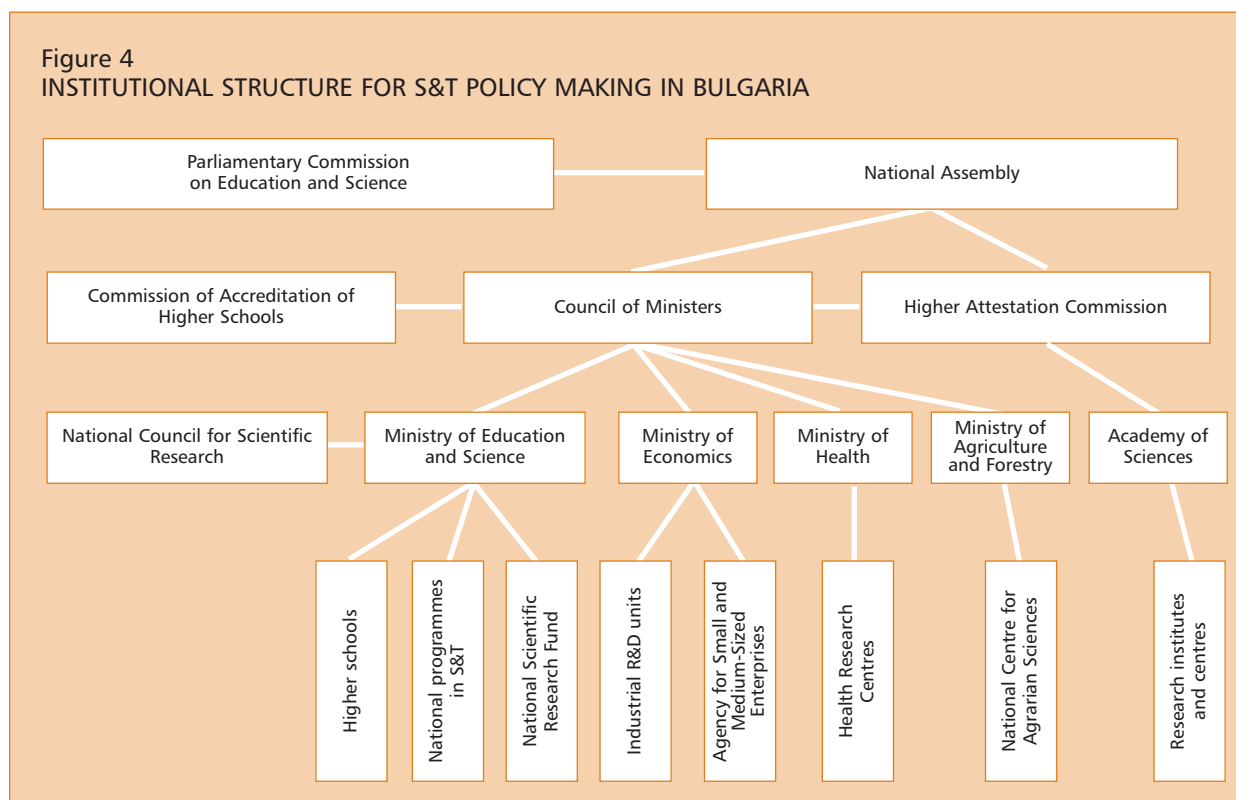 Figure 4
INSTITUTIONAL STRUCTURE FOR S&T POLICY MAKING IN BULGARIA
Parliamentary Commission
on Education and Science
National Assembly
Commission of Accreditation of
Higher Schools
Council of Ministers
Higher Attestation Commission
National Council for Scientific
Research
Ministry of Education
and Science
Ministry of
Economics
Ministry of
Health
Ministry of
Agriculture
and Forestry
Academy of
Sciences
Higher schools
National programmes
in S&T
National Scientific
Research Fund
Industrial R&D units
Agency for Small and
Medium-Sized
Enterprises
Health Research
Centres
National Centre for
Agrarian Sciences
Research institutes
and centres